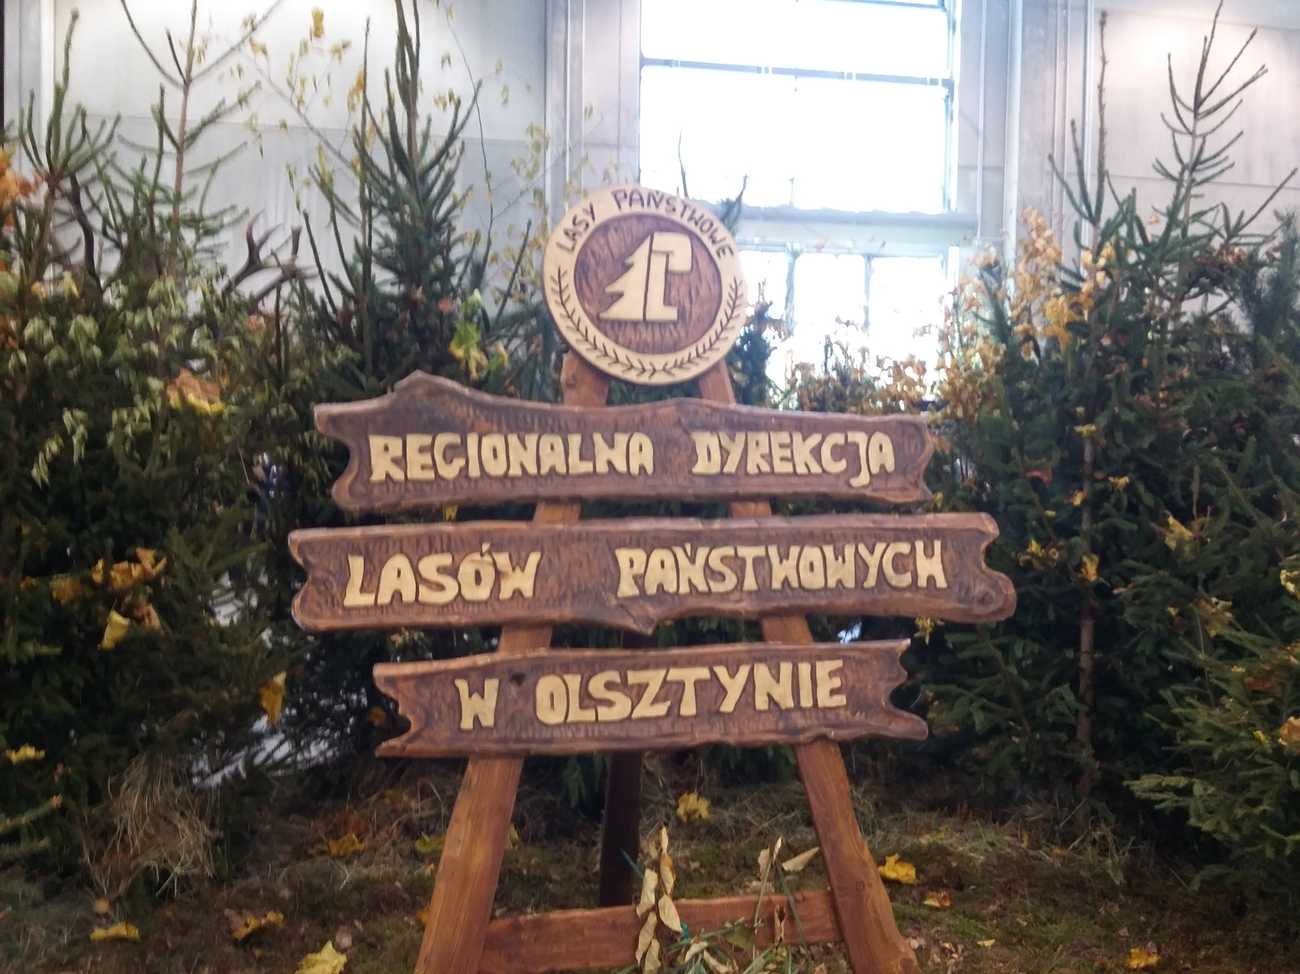 LASY PAŃSTWOWE
REGIONALNA DYREKCJA
LASÓW PAŃSTWOWYCH
W OLSZTYNIE